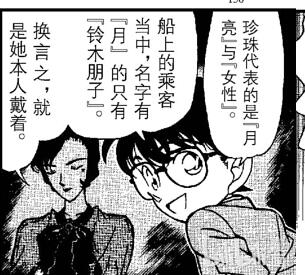 珍珠代表的是『月
亮』与『女性』。
船上的乘客
当中，名字有
『月』的只有
『铃木朋子』。
换言之，就
是她本人戴着。